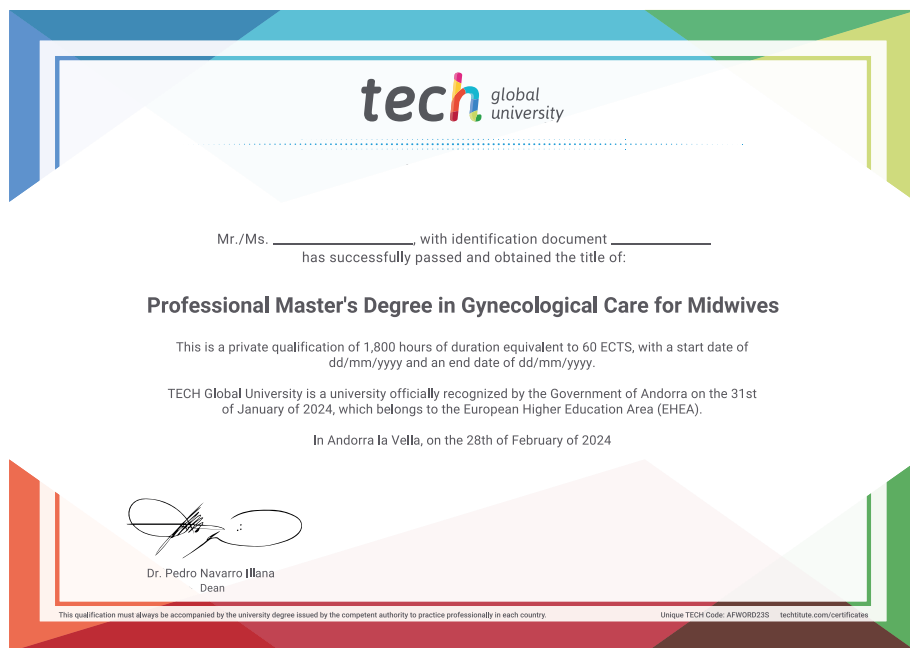 tech global university
Mr./Ms. ____________, with identification document ____________
has successfully passed and obtained the title of:
Professional Master's Degree in Gynecological Care for Midwives
This is a private qualification of 1,800 hours of duration equivalent to 60 ECTS, with a start date of
dd/mm/yyyy and an end date of dd/mm/yyyy.
TECH Global University is a university officially recognized by the Government of Andorra on the 31st
of January of 2024, which belongs to the European Higher Education Area (EHEA).
In Andorra la Vella, on the 28th of February of 2024
Dr. Pedro Navarro Illana
Dean
This qualification must always be accompanied by the university degree issued by the competent authority to practice professionally in each country.
Unique TECH Code: AFWORD23S techtitute.com/certificates